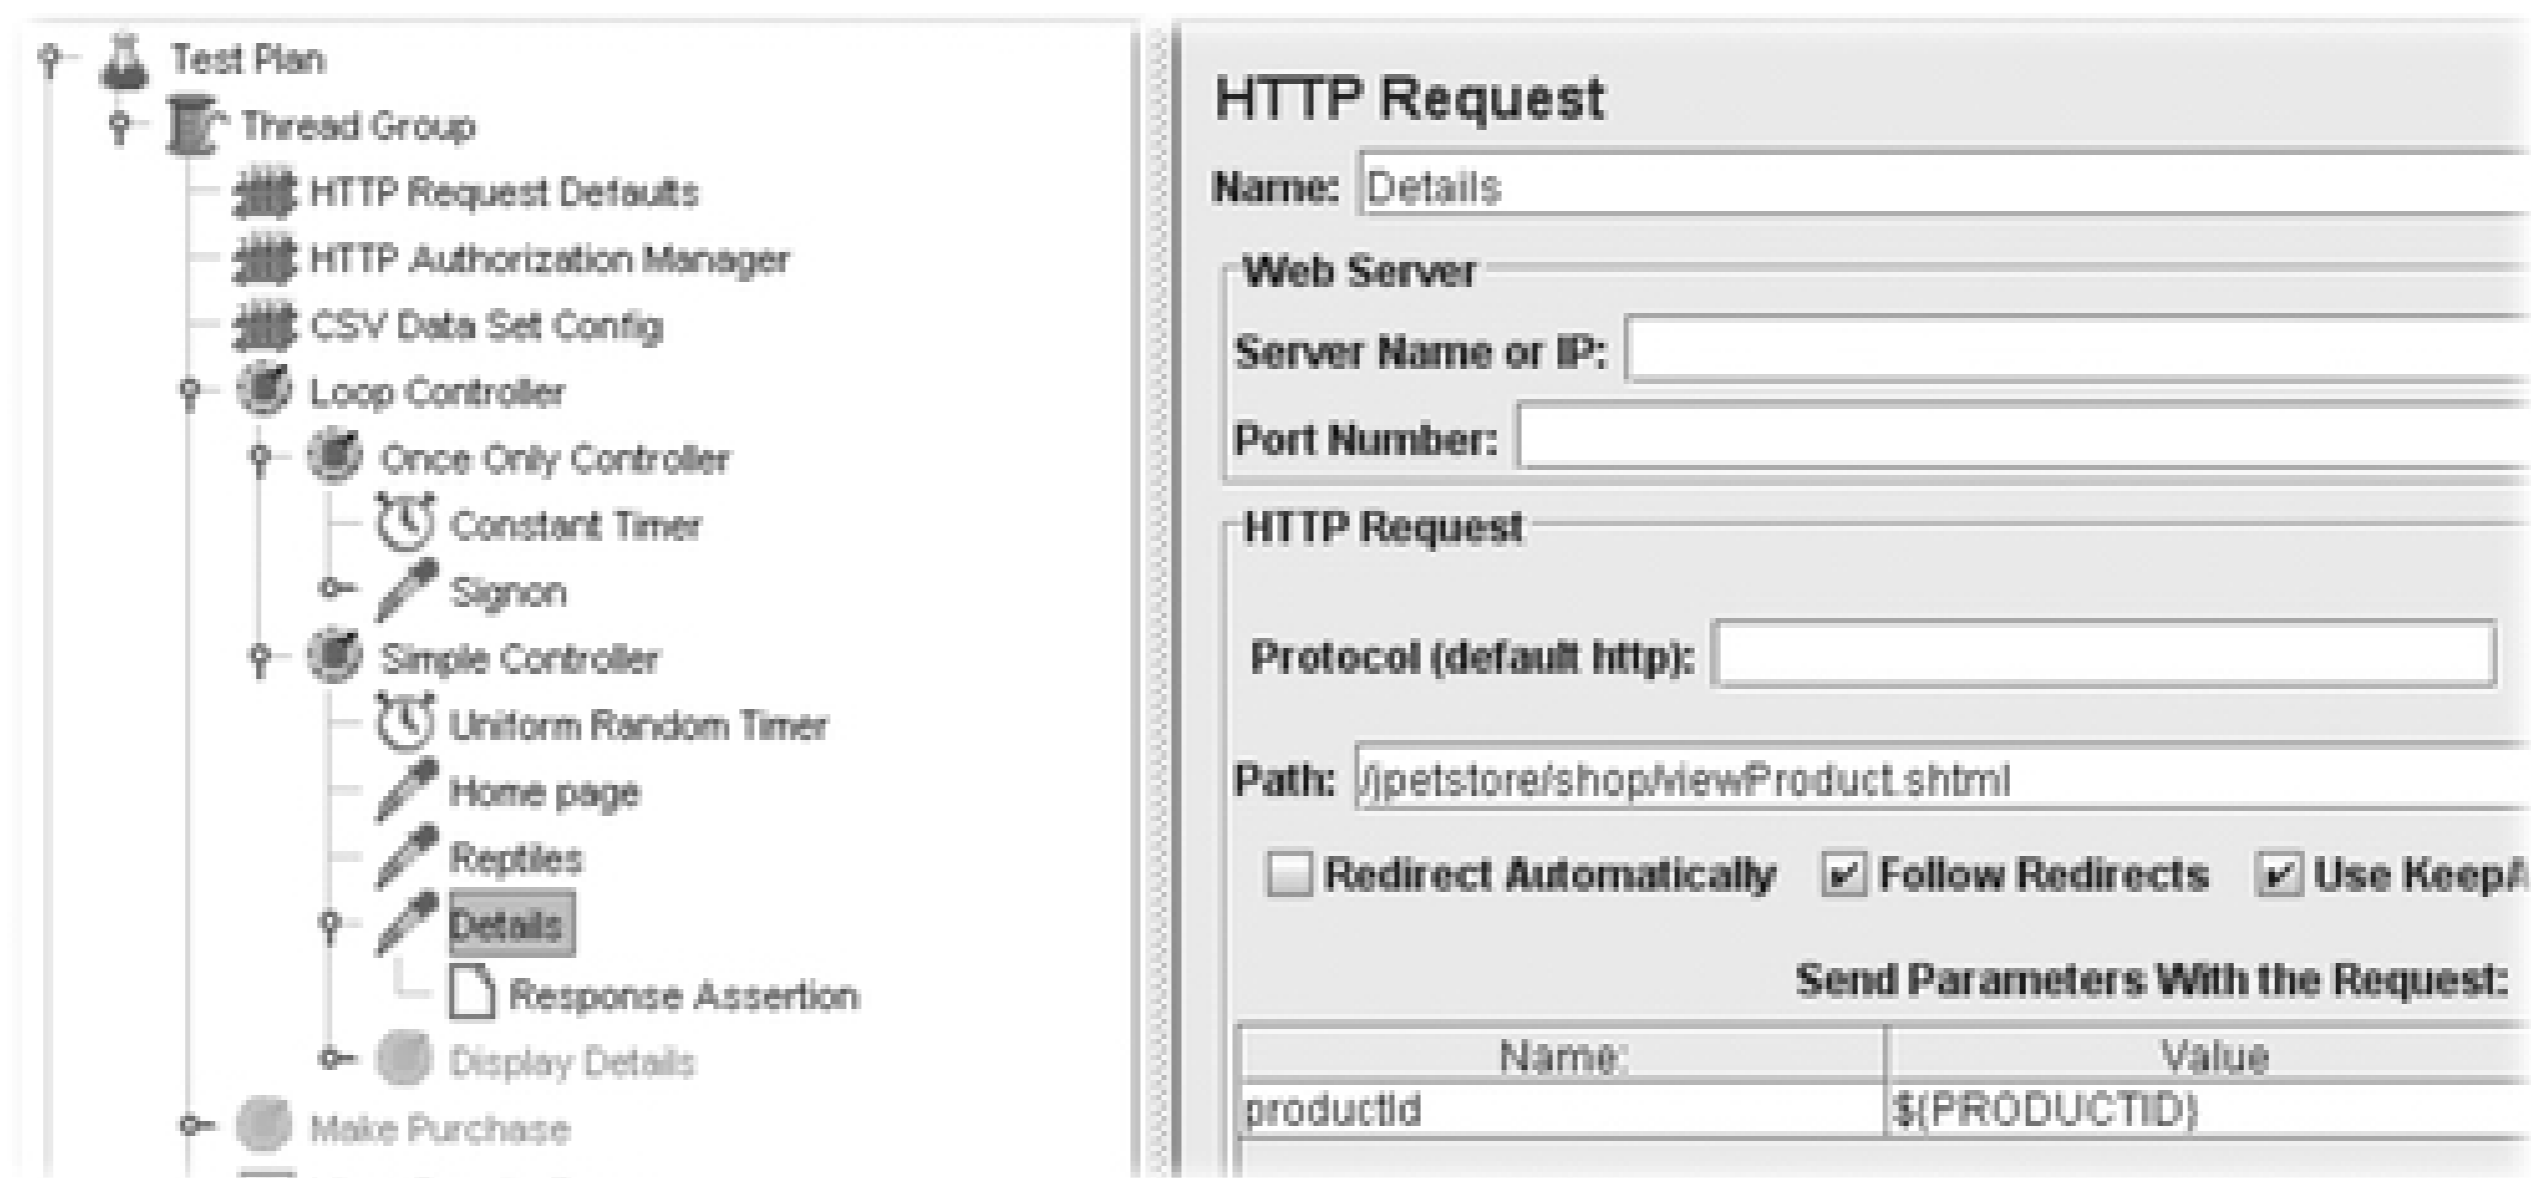 Test Plan
Thread Group
HTTP Request Defaults
HTTP Authorization Manager
CSV Data Set Config
Loop Controller
Once Only Controller
Constant Timer
Signon
Simple Controller
Uniform Random Timer
Home page
Reptiles
Details
Response Assertion
Display Details
Make Purchase
HTTP Request
Name: Details
Web Server
Server Name or IP:
Port Number:
HTTP Request
Protocol (default http):
Path: /jpetstore/shop/viewProduct.shtml
Redirect Automatically Follow Redirects Use KeepA
Send Parameters With the Request:
Name: Value
productId ${PRODUCTID}